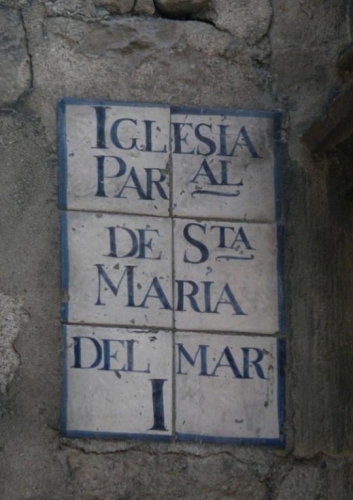 IGLESIA
PARAL
DE STA
MARIA
DEL MAR
I